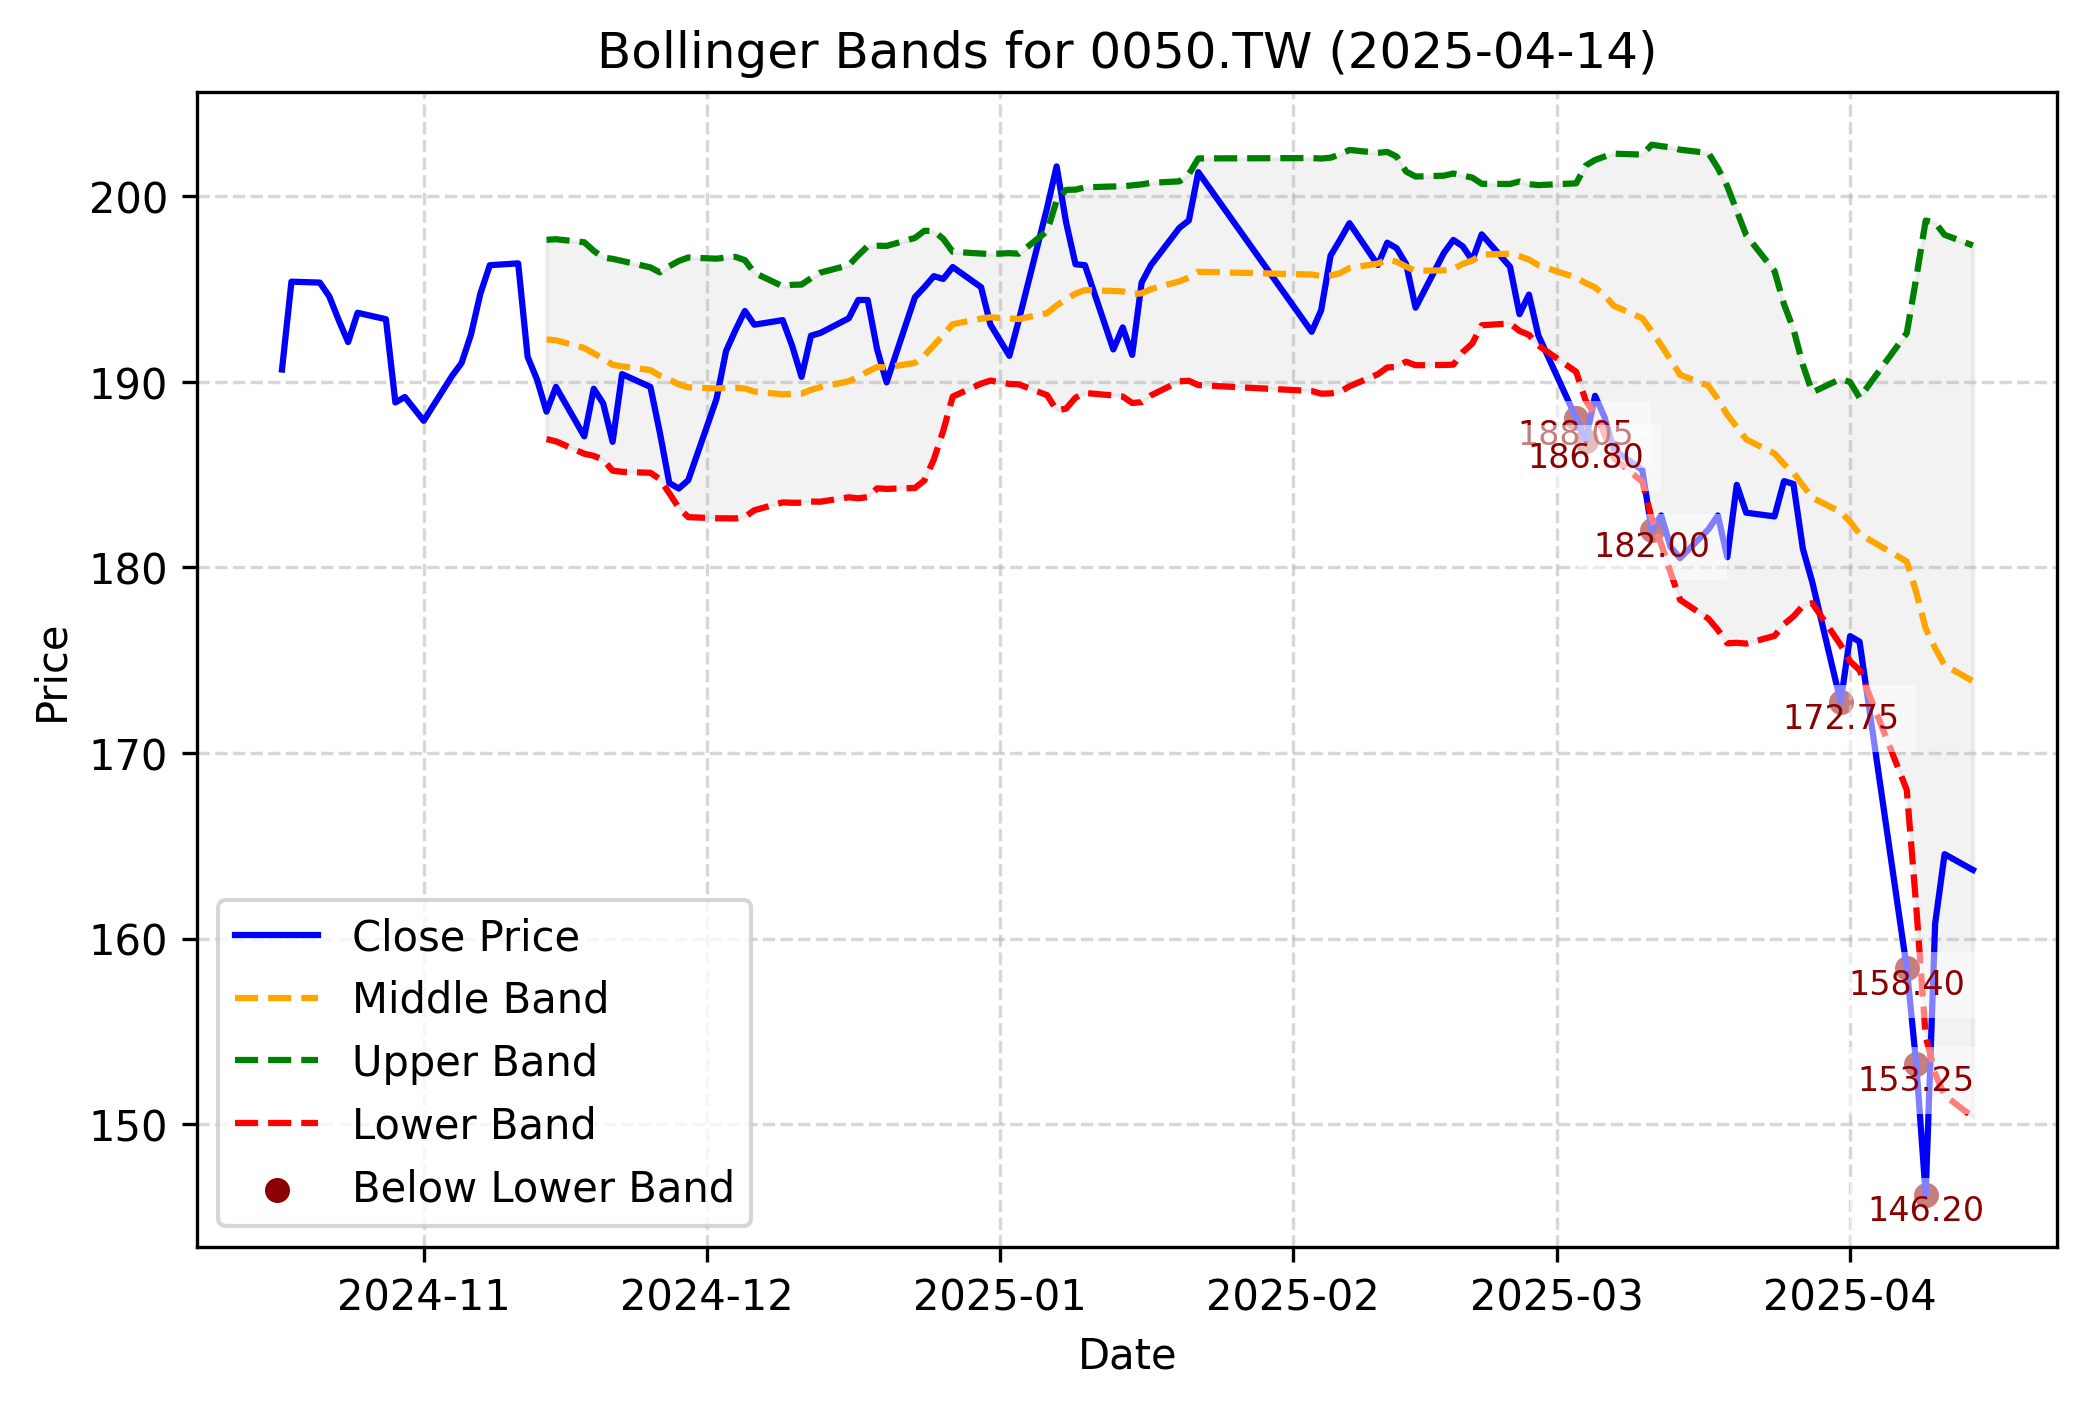 Bollinger Bands for 0050.TW (2025-04-14)
Price
200
190
180
170
160
150
188.05
186.80
182.00
172.75
158.40
153.25
146.20
Close Price
Middle Band
Upper Band
Lower Band
Below Lower Band
2024-11
2024-12
2025-01
2025-02
2025-03
2025-04
Date